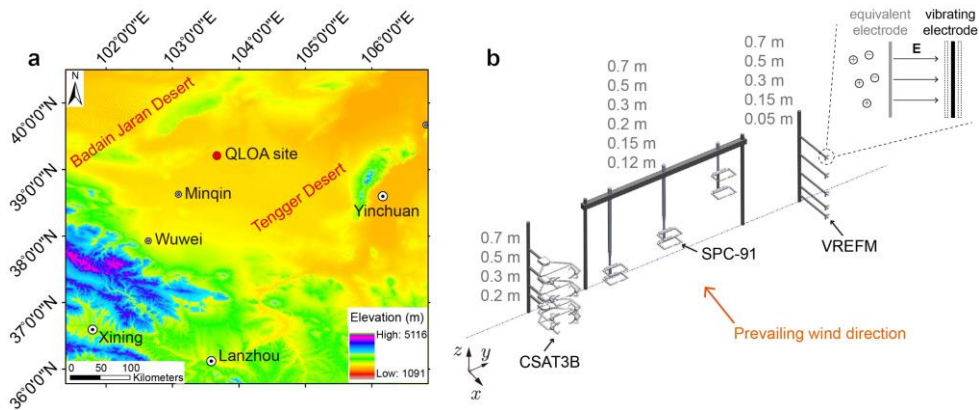 a
102°0'0"E
103°0'0"E
104°0'0"E
105°0'0"E
106°0'0"E
40°0'0"N
39°0'0"N
38°0'0"N
37°0'0"N
36°0'0"N
N
Badain Jaran Desert
QLOA site
Minqin
Tengger Desert
Yinchuan
Wuwei
Xining
Lanzhou
0 50 100
Kilometers
Elevation (m)
High: 5116
Low: 1091
b
equivalent
electrode
vibrating
electrode
E
+ −
+ −
+
0.7 m
0.5 m
0.3 m
0.15 m
0.05 m
0.7 m
0.5 m
0.3 m
0.2 m
0.15 m
0.12 m
0.7 m
0.5 m
0.3 m
0.2 m
VREFM
SPC-91
CSAT3B
Prevailing wind direction
z
y
x